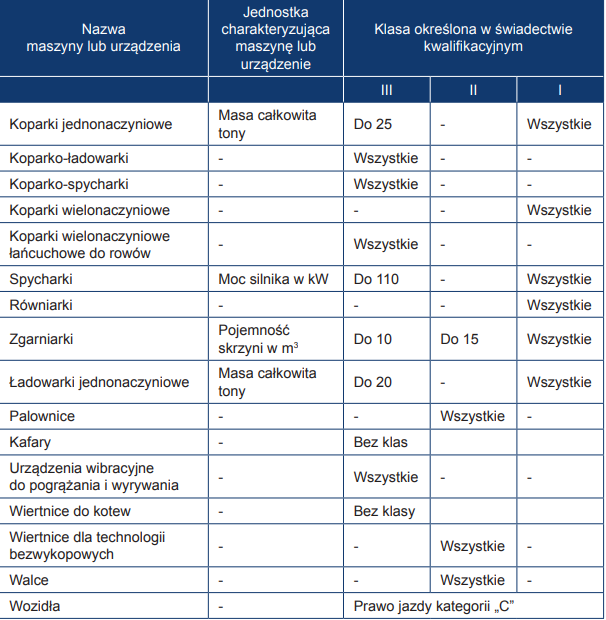 Nazwa
maszyny lub urządzenia
Jednostka
charakteryzująca
maszynę lub
urządzenie
Klasa określona w świadectwie
kwalifikacyjnym
III II I
Koparki jednonaczyniowe
Masa całkowita
tony
Do 25 - Wszystkie
Koparko-ładowarki - Wszystkie - -
Koparko-spycharki - Wszystkie - -
Koparki wielonaczyniowe - - - Wszystkie
Koparki wielonaczyniowe
łańcuchowe do rowów
- Wszystkie - -
Spycharki Moc silnika w kW Do 110 - Wszystkie
Równiarki - - - Wszystkie
Zgarniarki
Pojemność
skrzyni w m³
Do 10 Do 15 Wszystkie
Ładowarki jednonaczyniowe
Masa całkowita
tony
Do 20 - Wszystkie
Palownice - - Wszystkie -
Kafary - Bez klas
Urządzenia wibracyjne
do pogrążania i wyrywania
- Wszystkie - -
Wiertnice do kotew - Bez klasy
Wiertnice dla technologii
bezwykopowych
- - Wszystkie -
Walce - - Wszystkie -
Wozidła - Prawo jazdy kategorii „C”